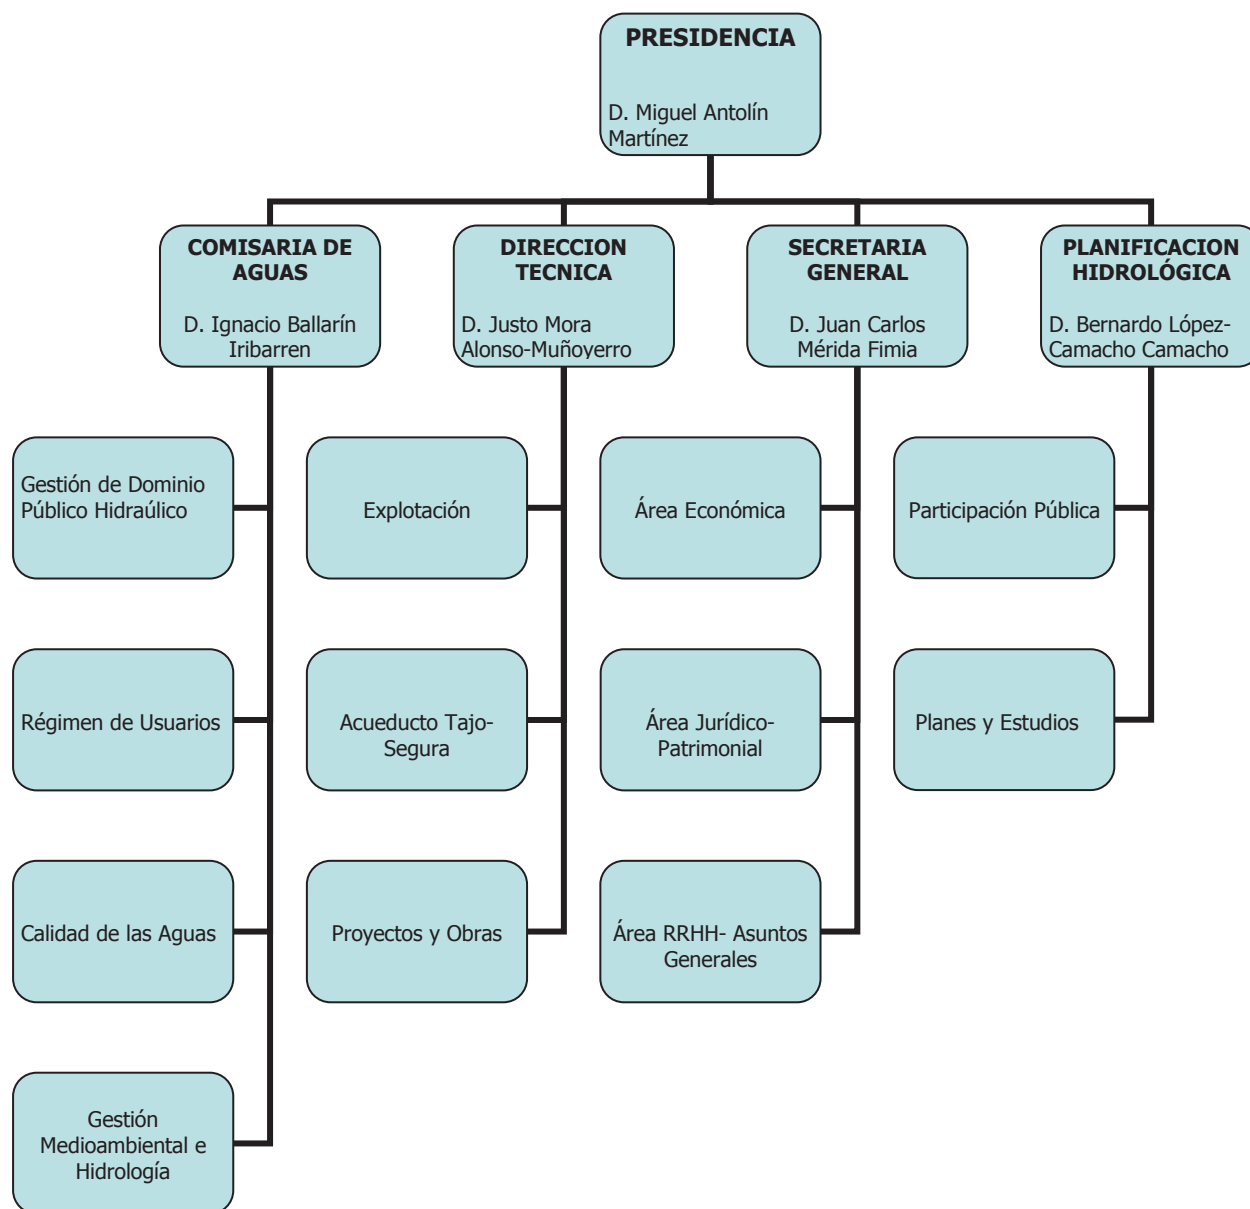 PRESIDENCIA
D. Miguel Antolín
Martínez
COMISARIA DE
AGUAS
D. Ignacio Ballarín
Iribarren
DIRECCION
TECNICA
D. Justo Mora
Alonso-Muñoyerro
SECRETARIA
GENERAL
D. Juan Carlos
Mérida Fimia
PLANIFICACION
HIDROLÓGICA
D. Bernardo López-
Camacho Camacho
Gestión de Dominio
Público Hidraúlico
Explotación
Área Económica
Participación Pública
Régimen de Usuarios
Acueducto Tajo-
Segura
Área Jurídico-
Patrimonial
Planes y Estudios
Calidad de las Aguas
Proyectos y Obras
Área RRHH- Asuntos
Generales
Gestión
Medioambiental e
Hidrología